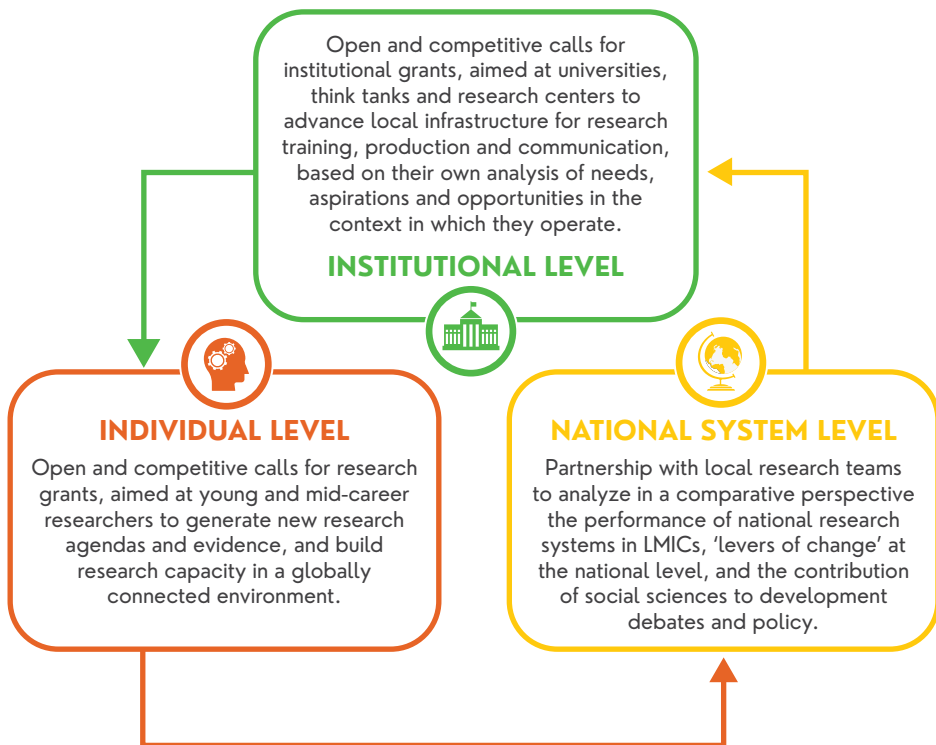 Open and competitive calls for
institutional grants, aimed at universities,
think tanks and research centers to
advance local infrastructure for research
training, production and communication,
based on their own analysis of needs,
aspirations and opportunities in the
context in which they operate.
INSTITUTIONAL LEVEL
INDIVIDUAL LEVEL
Open and competitive calls for research
grants, aimed at young and mid-career
researchers to generate new research
agendas and evidence, and build
research capacity in a globally
connected environment.
NATIONAL SYSTEM LEVEL
Partnership with local research teams
to analyze in a comparative perspective
the performance of national research
systems in LMICs, ‘levers of change’ at
the national level, and the contribution
of social sciences to development
debates and policy.